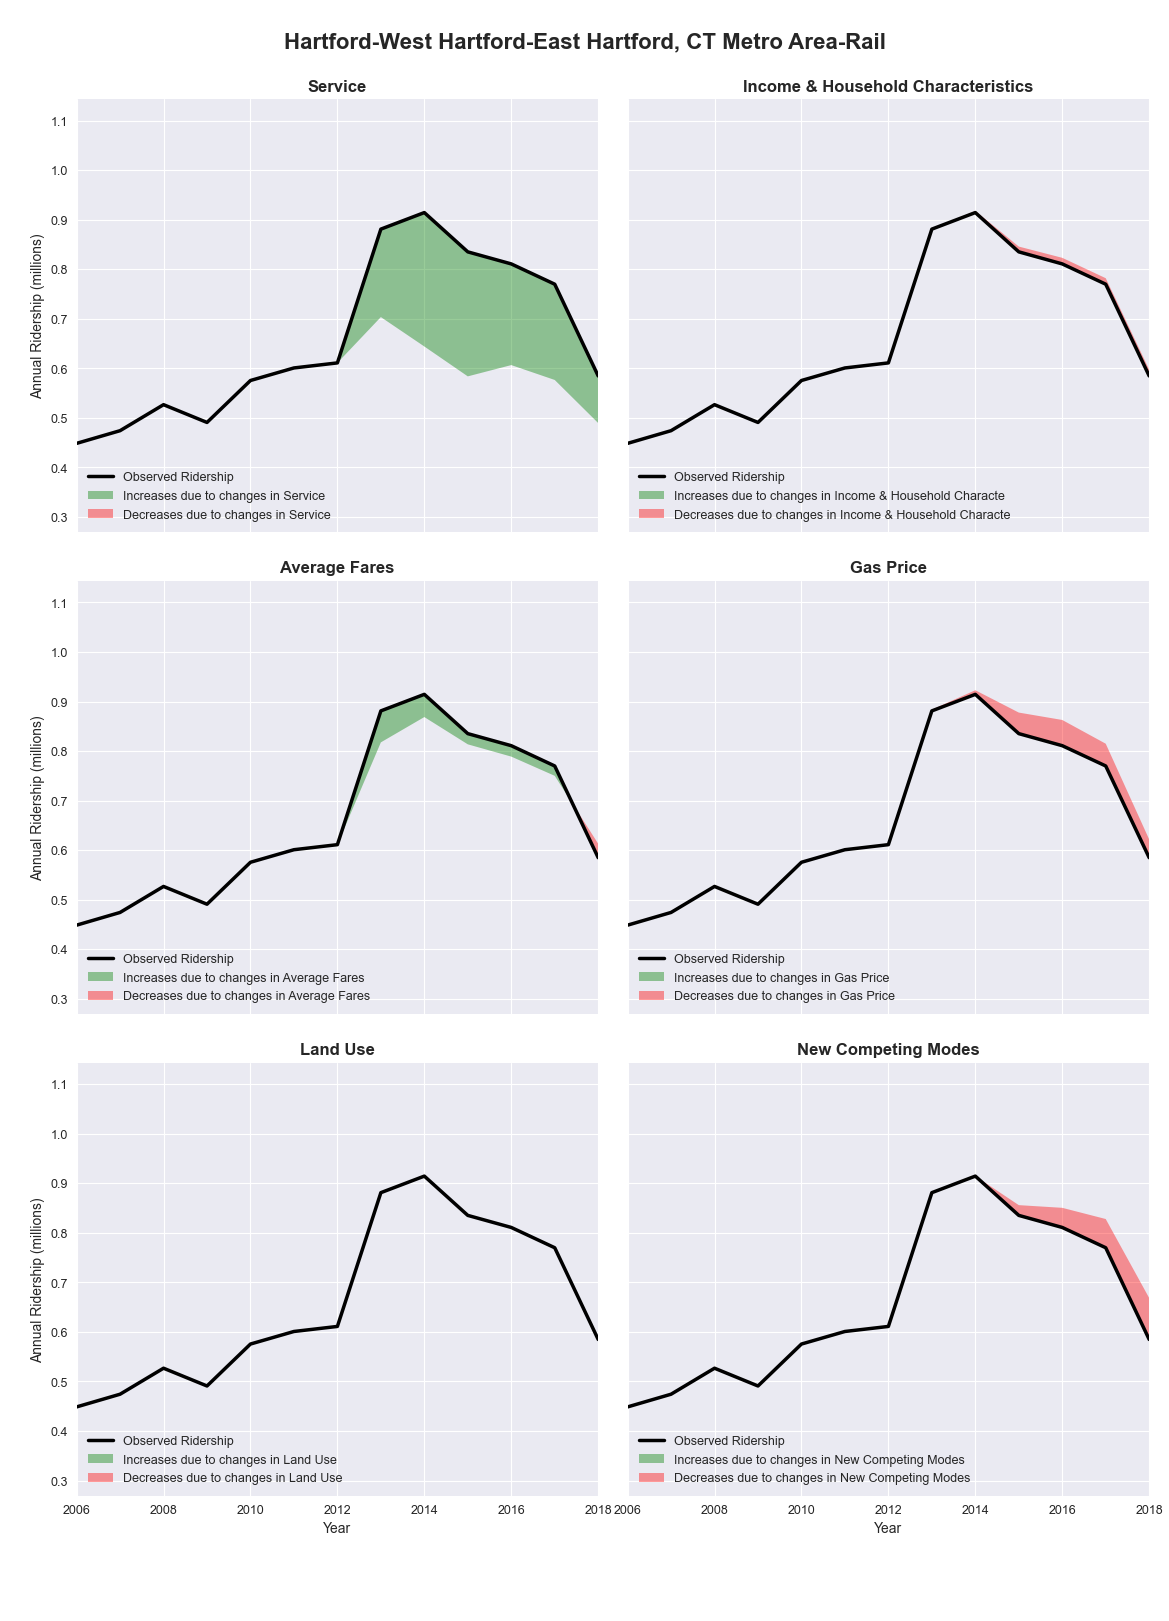 Hartford-West Hartford-East Hartford, CT Metro Area-Rail
Service
Income & Household Characteristics
Annual Ridership (millions)
1.1
1.0
0.9
0.8
0.7
0.6
0.5
0.4
0.3
Observed Ridership
Increases due to changes in Service
Decreases due to changes in Service
Observed Ridership
Increases due to changes in Income & Household Characte
Decreases due to changes in Income & Household Characte
Average Fares
Gas Price
Annual Ridership (millions)
1.1
1.0
0.9
0.8
0.7
0.6
0.5
0.4
0.3
Observed Ridership
Increases due to changes in Average Fares
Decreases due to changes in Average Fares
Observed Ridership
Increases due to changes in Gas Price
Decreases due to changes in Gas Price
Land Use
New Competing Modes
Annual Ridership (millions)
1.1
1.0
0.9
0.8
0.7
0.6
0.5
0.4
0.3
Observed Ridership
Increases due to changes in Land Use
Decreases due to changes in Land Use
Observed Ridership
Increases due to changes in New Competing Modes
Decreases due to changes in New Competing Modes
2006 2008 2010 2012 2014 2016 2018
2006 2008 2010 2012 2014 2016 2018
Year
Year